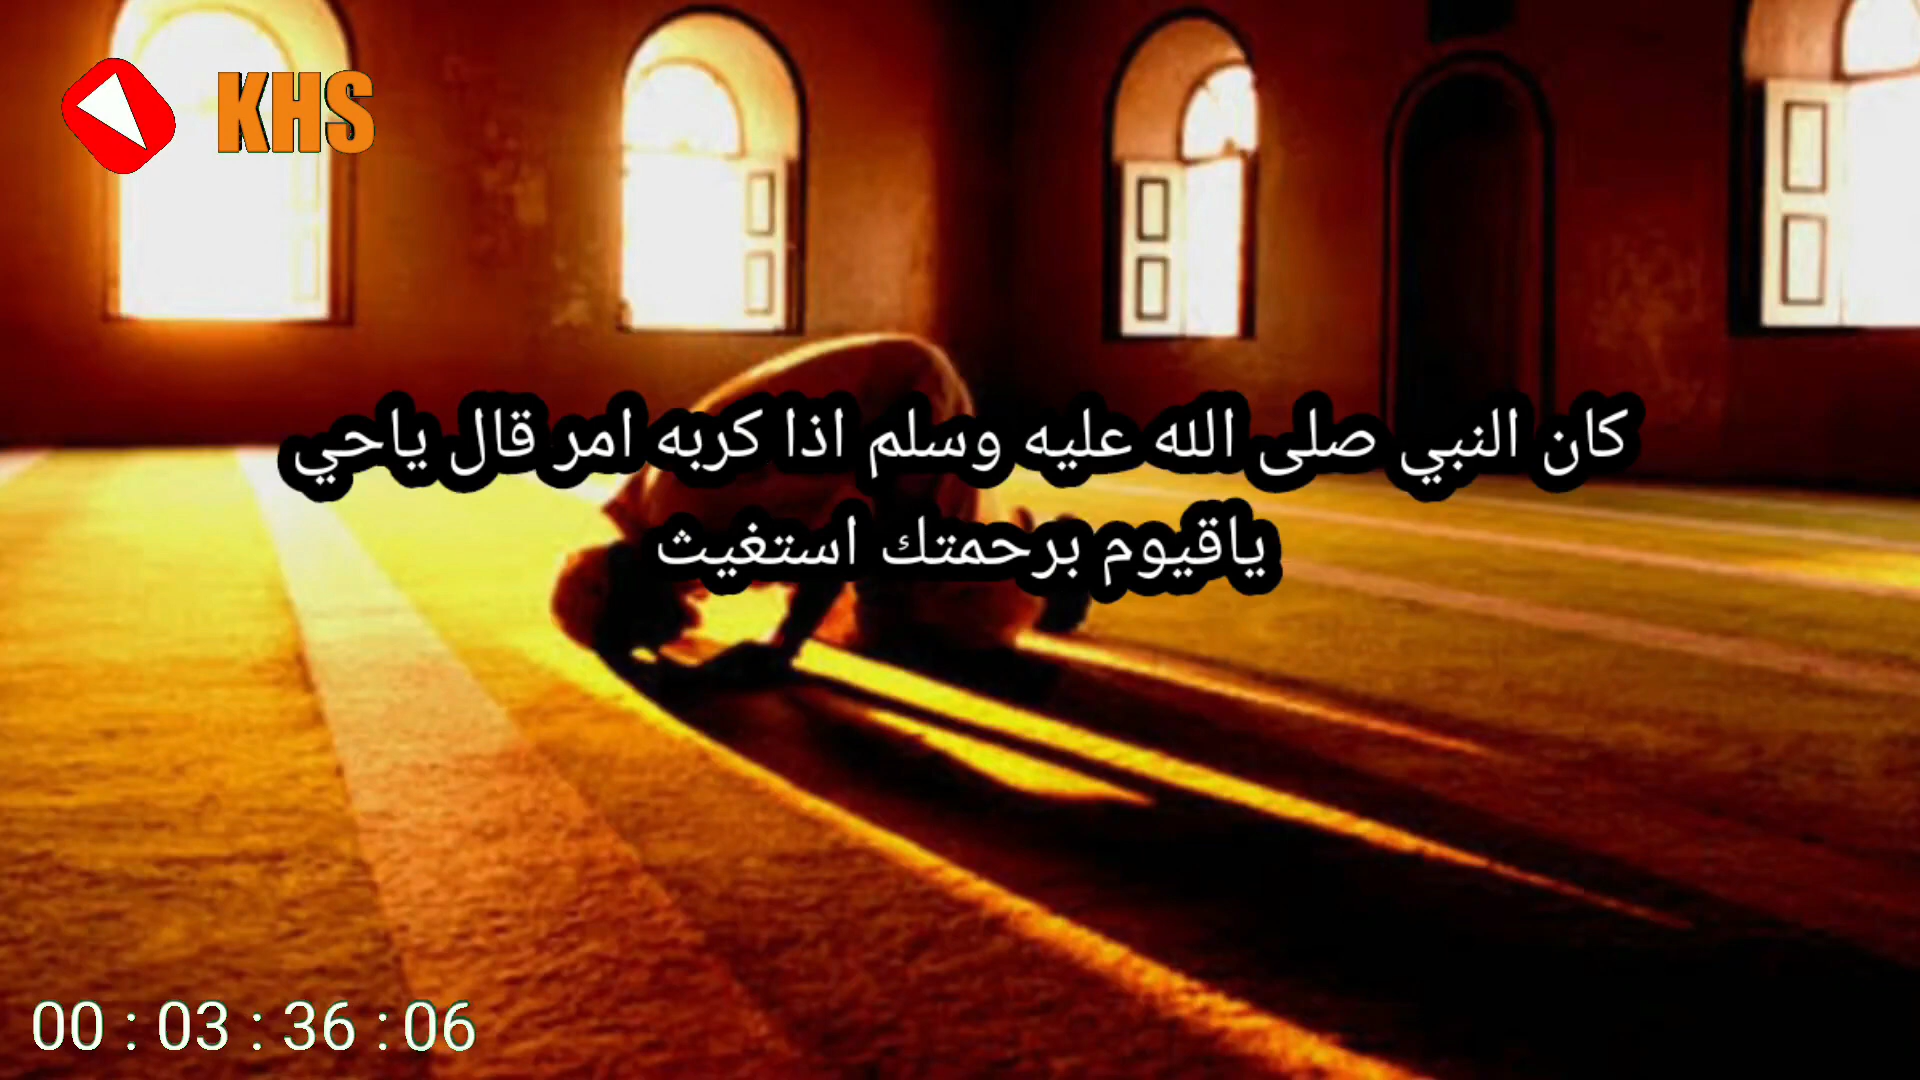 KHS
كان النبي صلى الله عليه وسلم اذا كربه امر قال ياحي
ياقيوم برحمتك استغيث
00 : 03 : 36 : 06